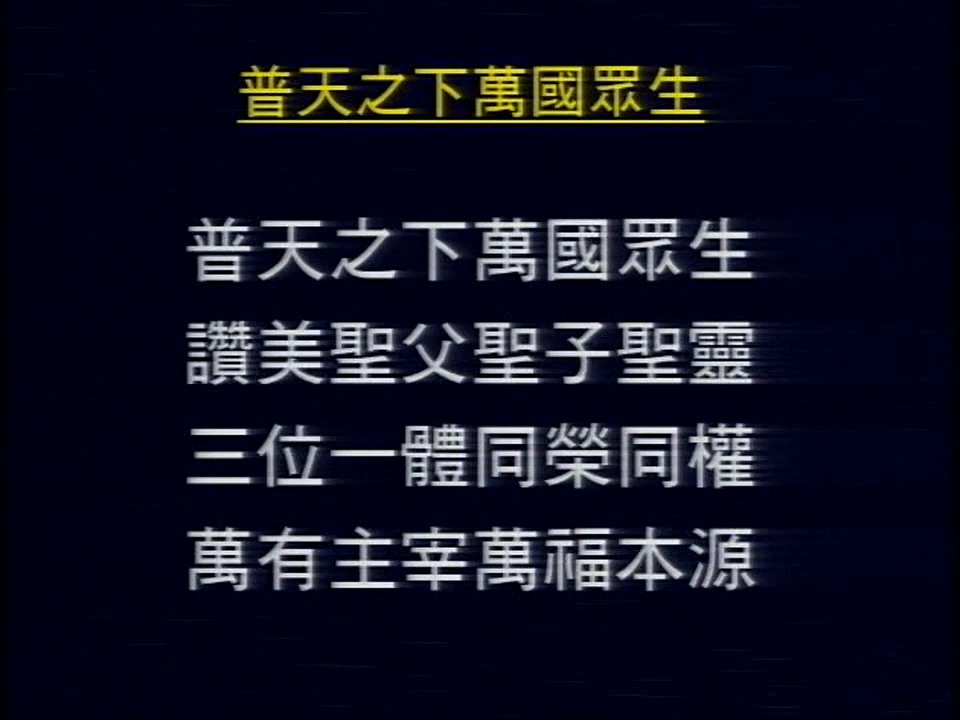 普天之下萬國眾生
普天之下萬國眾生
讚美聖父聖子聖靈
三位一體同榮同權
萬有主宰萬福本源